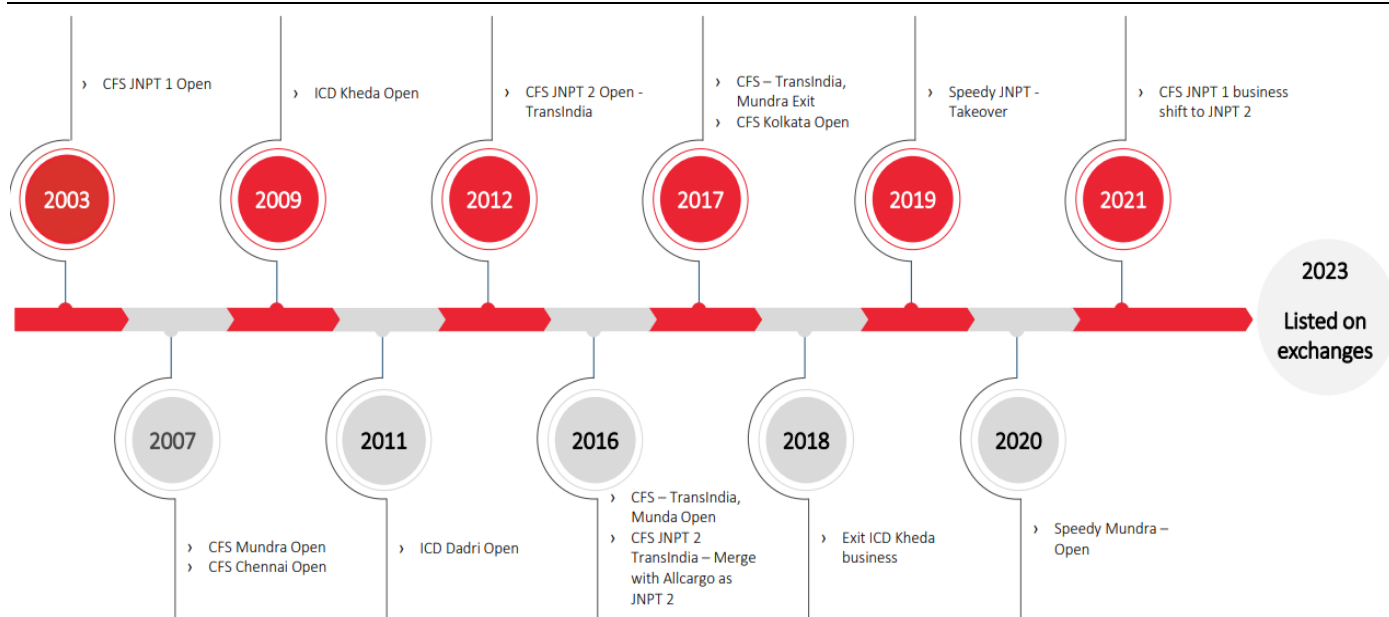 › CFS JNPT 1 Open
› ICD Kheda Open
› CFS JNPT 2 Open -
TransIndia
› CFS – TransIndia,
Mundra Exit
› CFS Kolkata Open
› Speedy JNPT -
Takeover
› CFS JNPT 1 business
shift to JNPT 2
2003
2009
2012
2017
2019
2021
2023
Listed on
exchanges
2007
2011
2016
2018
2020
› CFS Mundra Open
› CFS Chennai Open
› ICD Dadri Open
› CFS – TransIndia,
Munda Open
› CFS JNPT 2
TransIndia – Merge
with Allcargo as
JNPT 2
› Exit ICD Kheda
business
› Speedy Mundra –
Open